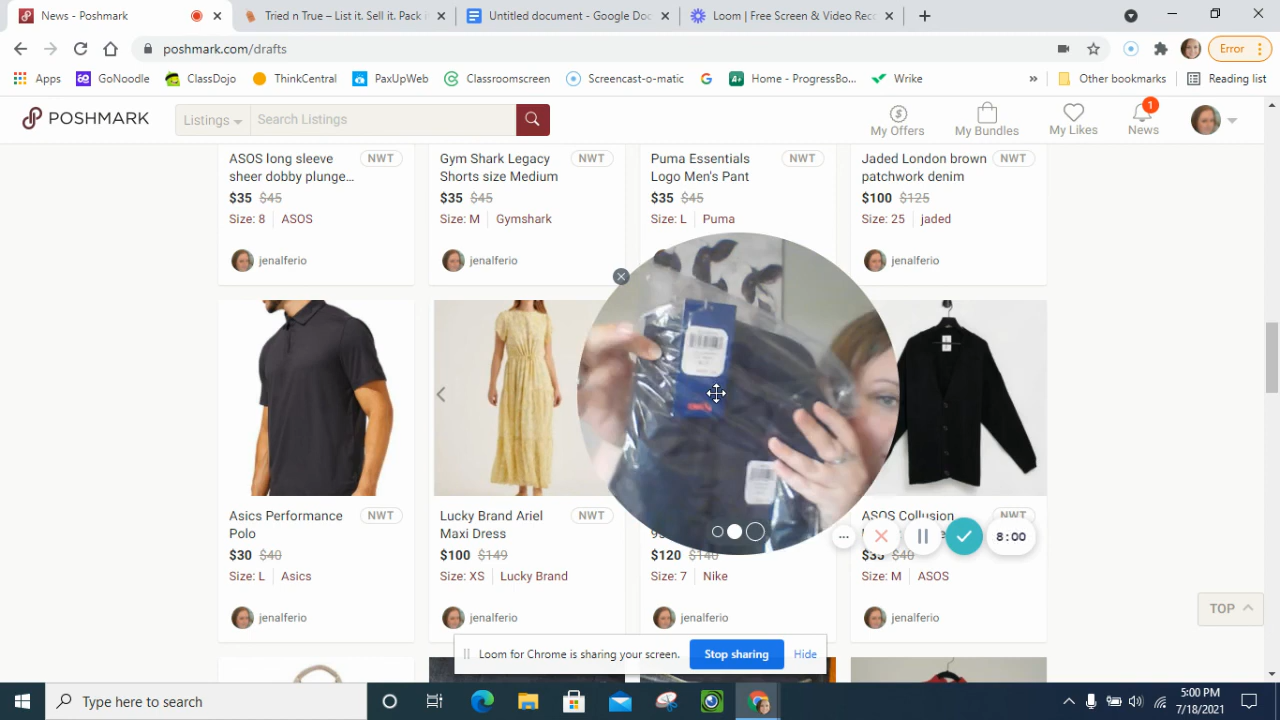 News - Poshmark
Tried n True – List it. Sell it. Pack i
Untitled document - Google Do
Loom | Free Screen & Video Rec
poshmark.com/drafts
Error
Apps
GoNoodle
ClassDojo
ThinkCentral
PaxUpWeb
Classroomscreen
Screencast-o-matic
Home - ProgressBo...
Wrike
Other bookmarks
Reading list
POSHMARK
Listings
Search Listings
My Offers
My Bundles
My Likes
1
News
ASOS long sleeve
sheer dobby plunge...
NWT
$35 $45
Size: 8 ASOS
jenalferio
Gym Shark Legacy
Shorts size Medium
NWT
$35 $45
Size: M Gymshark
jenalferio
Puma Essentials
Logo Men's Pant
NWT
$35 $45
Size: L Puma
Jaded London brown
patchwork denim
NWT
$100 $125
Size: 25 jaded
jenalferio
Asics Performance
Polo
NWT
$30 $40
Size: L Asics
jenalferio
Lucky Brand Ariel
Maxi Dress
NWT
$100 $149
Size: XS Lucky Brand
jenalferio
$120 $140
Size: 7 Nike
jenalferio
ASOS Collusion
NWT
$35 $40
Size: M ASOS
jenalferio
8:00
TOP
Loom for Chrome is sharing your screen.
Stop sharing
Hide
Type here to search
5:00 PM
7/18/2021